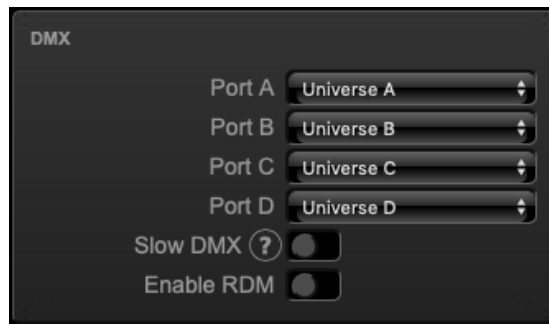 DMX
Port A Universe A
Port B Universe B
Port C Universe C
Port D Universe D
Slow DMX ?
Enable RDM